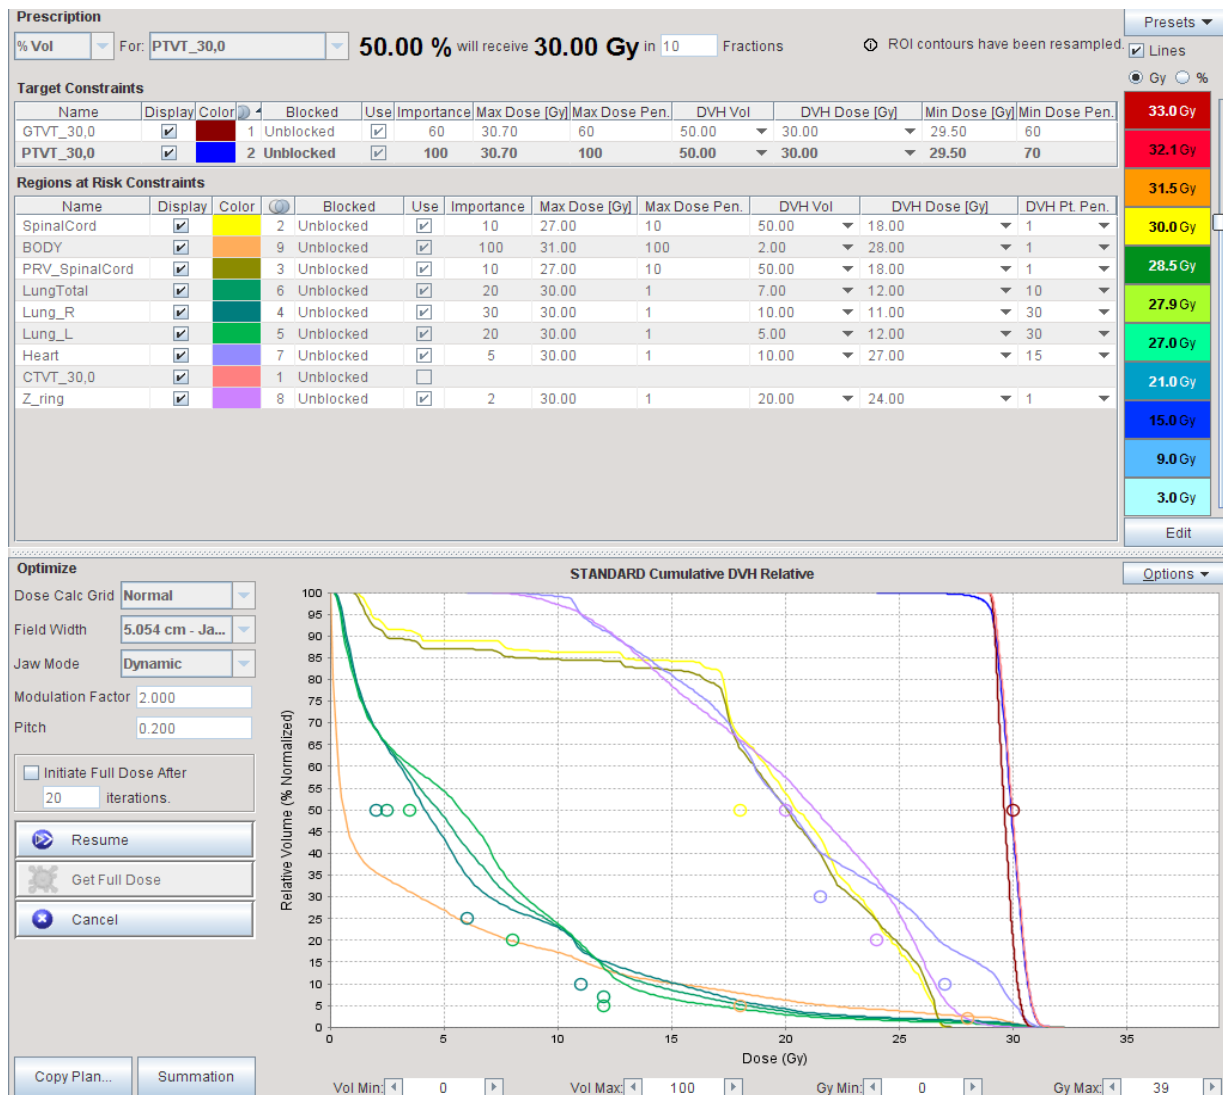 Prescription
Presets
% Vol For: PTVT_30,0 50.00 % will receive 30.00 Gy in 10 Fractions ROI contours have been resampled.
Lines
Gy %
Target Constraints
Name Display Color Blocked Use Importance Max Dose [Gy] Max Dose Pen. DVH Vol DVH Dose [Gy] Min Dose [Gy] Min Dose Pen.
GTVT_30,0 1 Unblocked 60 30.70 60 50.00 30.00 29.50 60
PTVT_30,0 2 Unblocked 100 30.70 100 50.00 30.00 29.50 70
Regions at Risk Constraints
Name Display Color Blocked Use Importance Max Dose [Gy] Max Dose Pen. DVH Vol DVH Dose [Gy] DVH Pt. Pen.
SpinalCord 2 Unblocked 10 27.00 10 50.00 18.00 1
BODY 9 Unblocked 100 31.00 100 2.00 28.00 1
PRV_SpinalCord 3 Unblocked 10 27.00 10 50.00 18.00 1
LungTotal 6 Unblocked 20 30.00 1 7.00 12.00 10
Lung_R 4 Unblocked 30 30.00 1 10.00 11.00 30
Lung_L 5 Unblocked 20 30.00 1 5.00 12.00 30
Heart 7 Unblocked 5 30.00 1 10.00 27.00 15
CTVT_30,0 1 Unblocked
Z_ring 8 Unblocked 2 30.00 1 20.00 24.00 1
33.0 Gy
32.1 Gy
31.5 Gy
30.0 Gy
28.5 Gy
27.9 Gy
27.0 Gy
21.0 Gy
15.0 Gy
9.0 Gy
3.0 Gy
Edit
Optimize
Dose Calc Grid Normal
Field Width 5.054 cm - Ja...
Jaw Mode Dynamic
Modulation Factor 2.000
Pitch 0.200
Initiate Full Dose After
20 iterations.
Resume
Get Full Dose
Cancel
Copy Plan... Summation
STANDARD Cumulative DVH Relative
Options
Relative Volume (% Normalized)
100
95
90
85
80
75
70
65
60
55
50
45
40
35
30
25
20
15
10
5
0
0 5 10 15 20 25 30 35
Dose (Gy)
Vol Min: 0 Vol Max: 100 Gy Min: 0 Gy Max: 39